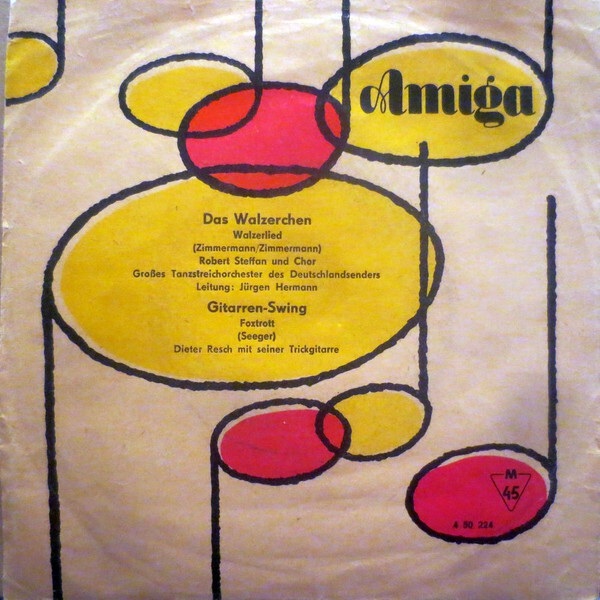 Amiga
Das Walzerchen
Walzerlied
(Zimmermann/Zimmermann)
Robert Steffan und Chor
Großes Tanzstreichorchester des Deutschlandsenders
Leitung: Jürgen Hermann
Gitarren-Swing
Foxtrott
(Seeger)
Dieter Resch mit seiner Trickgitarre
M
45
4 50 224